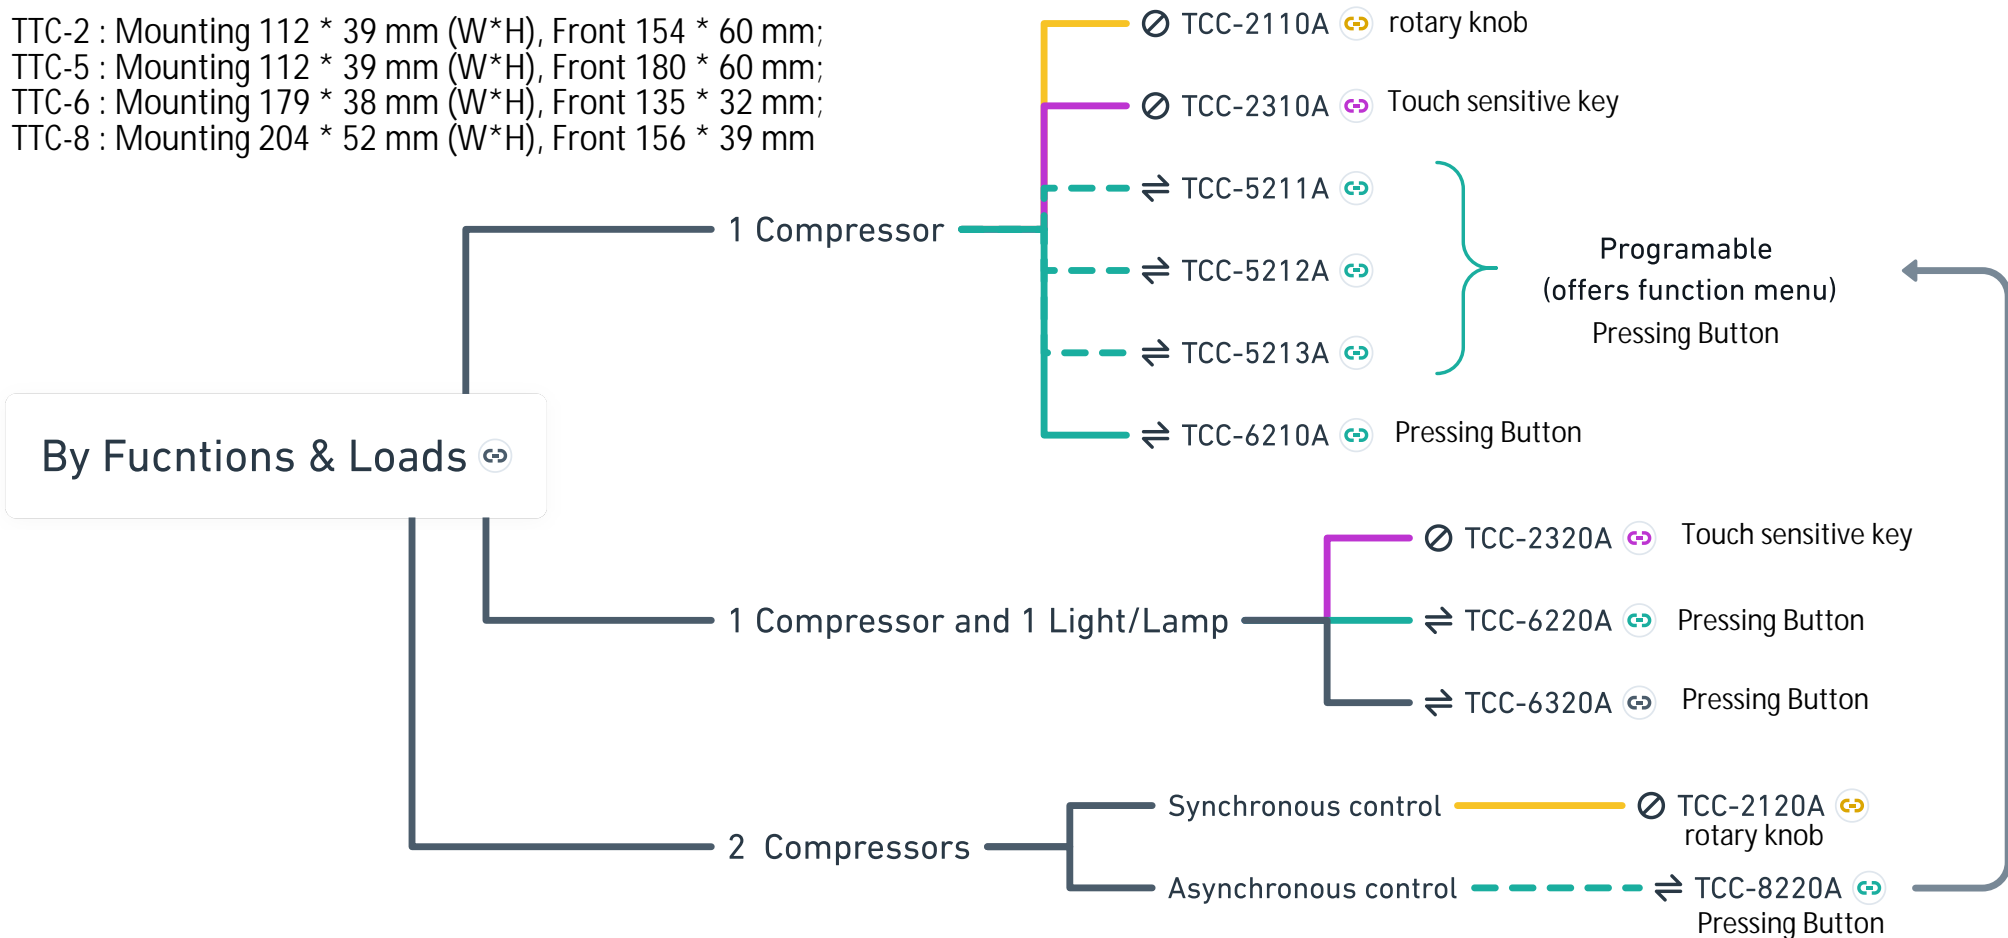 TTC-2 : Mounting 112 * 39 mm (W*H), Front 154 * 60 mm;
TTC-5 : Mounting 112 * 39 mm (W*H), Front 180 * 60 mm;
TTC-6 : Mounting 179 * 38 mm (W*H), Front 135 * 32 mm;
TTC-8 : Mounting 204 * 52 mm (W*H), Front 156 * 39 mm
By Fucntions & Loads
1 Compressor
TCC-2110A rotary knob
TCC-2310A Touch sensitive key
TCC-5211A
TCC-5212A
TCC-5213A
Programable
(offers function menu)
Pressing Button
TCC-6210A Pressing Button
1 Compressor and 1 Light/Lamp
TCC-2320A Touch sensitive key
TCC-6220A Pressing Button
TCC-6320A Pressing Button
2 Compressors
Synchronous control
TCC-2120A
rotary knob
Asynchronous control
TCC-8220A
Pressing Button